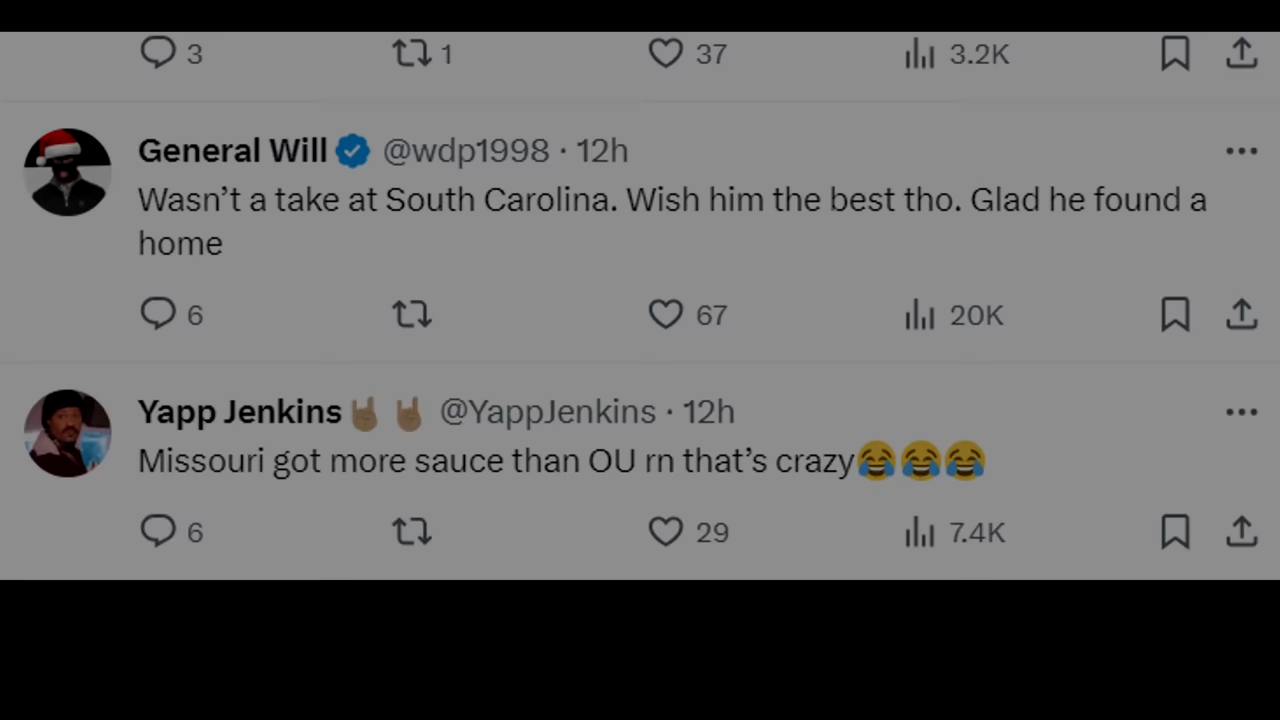 3 1 37 3.2K
General Will @wdp1998 · 12h
Wasn’t a take at South Carolina. Wish him the best tho. Glad he found a
home
6 67 20K
Yapp Jenkins🤘🏼 🤘🏼 @YappJenkins · 12h
Missouri got more sauce than OU rn that’s crazy😂😂😂
6 29 7.4K